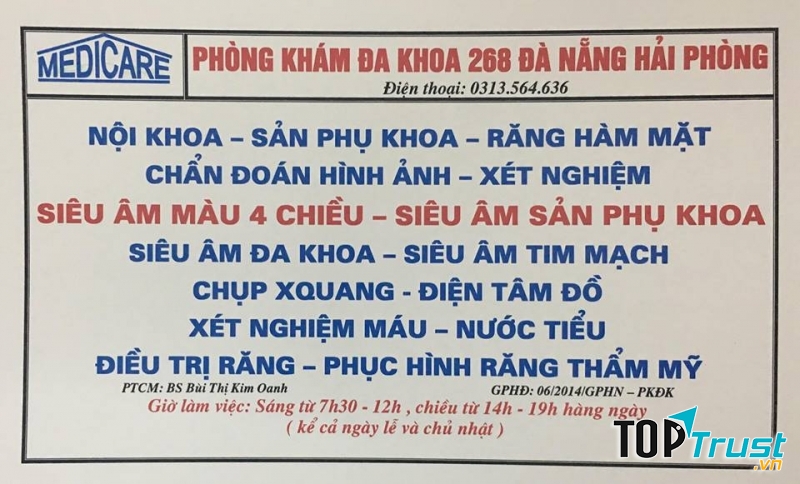 MEDICARE
PHÒNG KHÁM ĐA KHOA 268 ĐÀ NẴNG HẢI PHÒNG
Điện thoại: 0313.564.636
NỘI KHOA – SẢN PHỤ KHOA – RĂNG HÀM MẶT
CHẨN ĐOÁN HÌNH ẢNH – XÉT NGHIỆM
SIÊU ÂM MÀU 4 CHIỀU – SIÊU ÂM SẢN PHỤ KHOA
SIÊU ÂM ĐA KHOA – SIÊU ÂM TIM MẠCH
CHỤP XQUANG - ĐIỆN TÂM ĐỒ
XÉT NGHIỆM MÁU – NƯỚC TIỂU
ĐIỀU TRỊ RĂNG – PHỤC HÌNH RĂNG THẨM MỸ
PTCM: BS Bùi Thị Kim Oanh GPHĐ: 06/2014/GPHN – PKĐK
Giờ làm việc: Sáng từ 7h30 - 12h , chiều từ 14h - 19h hàng ngày
( kể cả ngày lễ và chủ nhật )
TOPTrust.vn